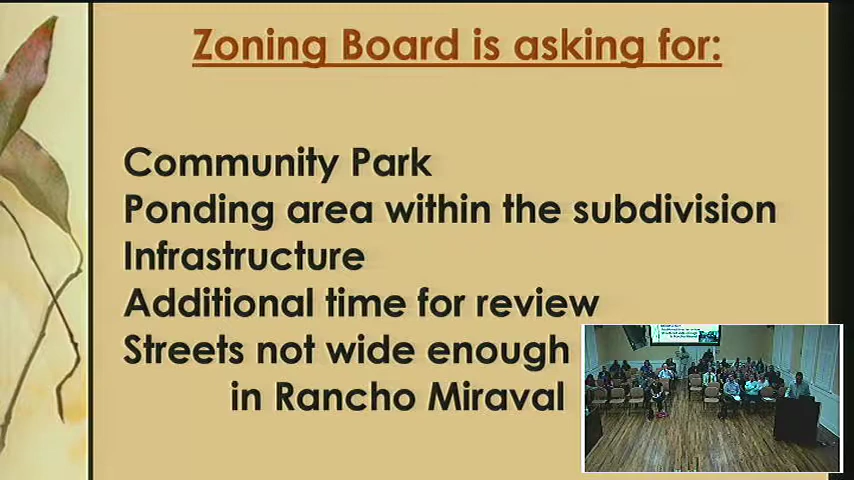 Zoning Board is asking for:
Community Park
Ponding area within the subdivision
Infrastructure
Additional time for review
Streets not wide enough
in Rancho Miraval